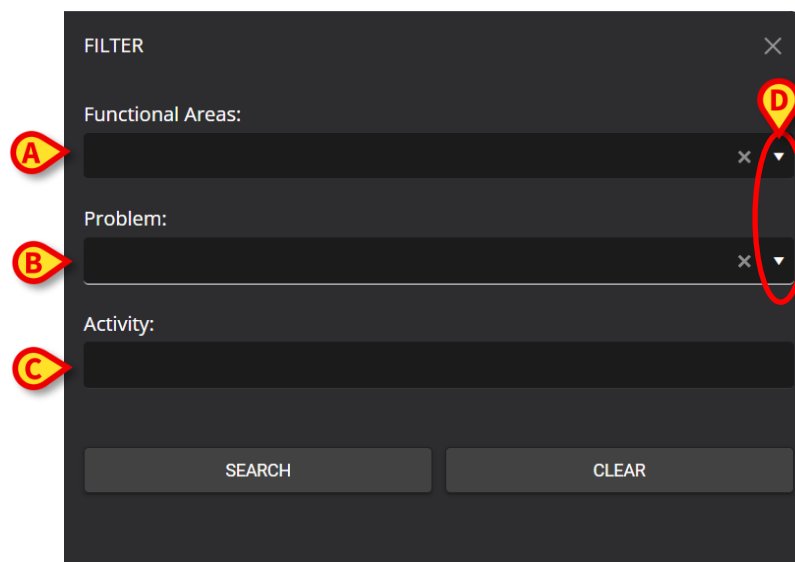 FILTER
D
Functional Areas:
A
Problem:
B
Activity:
C
SEARCH CLEAR